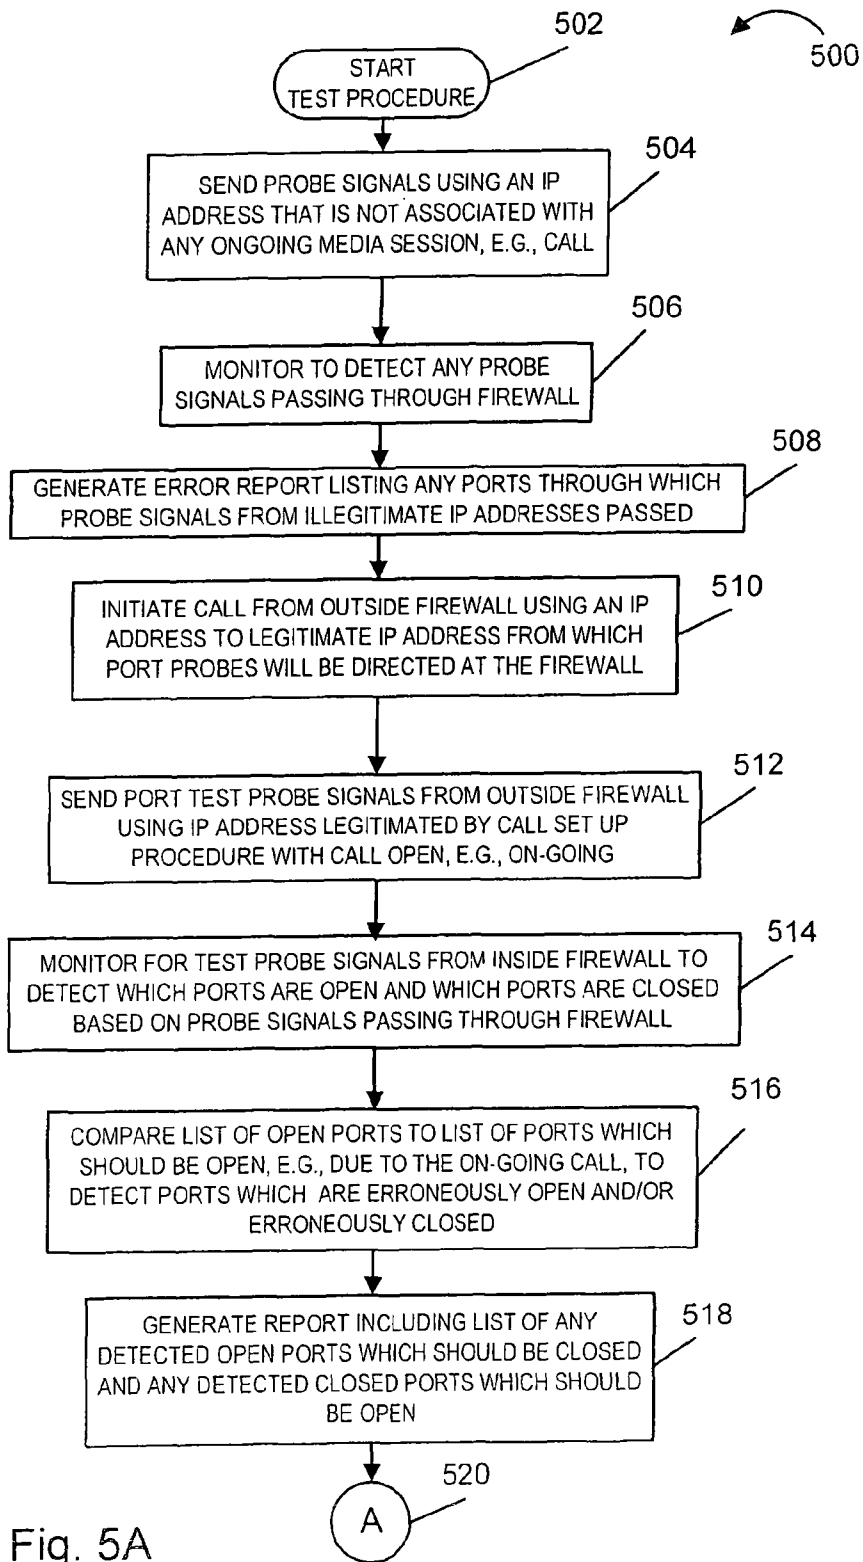 502
500
START
TEST PROCEDURE
504
SEND PROBE SIGNALS USING AN IP
ADDRESS THAT IS NOT ASSOCIATED WITH
ANY ONGOING MEDIA SESSION, E.G., CALL
506
MONITOR TO DETECT ANY PROBE
SIGNALS PASSING THROUGH FIREWALL
508
GENERATE ERROR REPORT LISTING ANY PORTS THROUGH WHICH
PROBE SIGNALS FROM ILLEGITIMATE IP ADDRESSES PASSED
510
INITIATE CALL FROM OUTSIDE FIREWALL USING AN IP
ADDRESS TO LEGITIMATE IP ADDRESS FROM WHICH
PORT PROBES WILL BE DIRECTED AT THE FIREWALL
512
SEND PORT TEST PROBE SIGNALS FROM OUTSIDE FIREWALL
USING IP ADDRESS LEGITIMATED BY CALL SET UP
PROCEDURE WITH CALL OPEN, E.G., ON-GOING
514
MONITOR FOR TEST PROBE SIGNALS FROM INSIDE FIREWALL TO
DETECT WHICH PORTS ARE OPEN AND WHICH PORTS ARE CLOSED
BASED ON PROBE SIGNALS PASSING THROUGH FIREWALL
516
COMPARE LIST OF OPEN PORTS TO LIST OF PORTS WHICH
SHOULD BE OPEN, E.G., DUE TO THE ON-GOING CALL, TO
DETECT PORTS WHICH ARE ERRONEOUSLY OPEN AND/OR
ERRONEOUSLY CLOSED
518
GENERATE REPORT INCLUDING LIST OF ANY
DETECTED OPEN PORTS WHICH SHOULD BE CLOSED
AND ANY DETECTED CLOSED PORTS WHICH SHOULD
BE OPEN
520
A
Fig. 5A